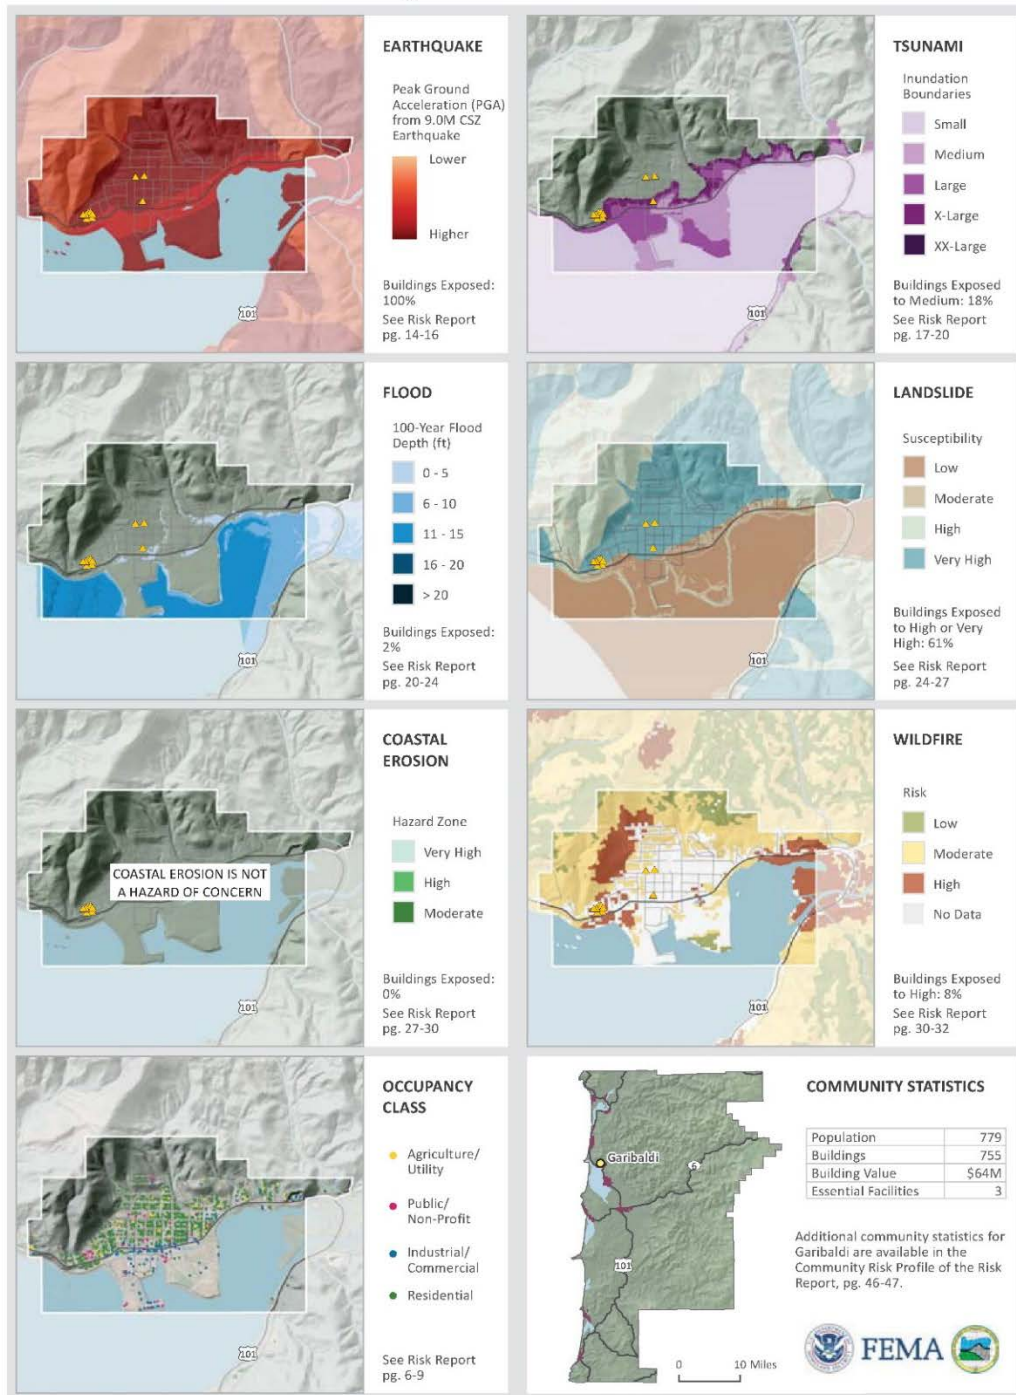 EARTHQUAKE
Peak Ground
Acceleration (PGA)
from 9.0M CSZ
Earthquake
Lower
Higher
Buildings Exposed:
100%
See Risk Report
pg. 14-16
101
TSUNAMI
Inundation
Boundaries
Small
Medium
Large
X-Large
XX-Large
Buildings Exposed
to Medium: 18%
See Risk Report
pg. 17-20
101
FLOOD
100-Year Flood
Depth (ft)
0 - 5
6 - 10
11 - 15
16 - 20
> 20
Buildings Exposed:
2%
See Risk Report
pg. 20-24
101
LANDSLIDE
Susceptibility
Low
Moderate
High
Very High
Buildings Exposed
to High or Very
High: 61%
See Risk Report
pg. 24-27
101
COASTAL
EROSION
Hazard Zone
Very High
High
Moderate
COASTAL EROSION IS NOT
A HAZARD OF CONCERN
Buildings Exposed:
0%
See Risk Report
pg. 27-30
101
WILDFIRE
Risk
Low
Moderate
High
No Data
Buildings Exposed
to High: 8%
See Risk Report
pg. 30-32
101
OCCUPANCY
CLASS
Agriculture/
Utility
Public/
Non-Profit
Industrial/
Commercial
Residential
See Risk Report
pg. 6-9
101
Garibaldi
6
101
0 10 Miles
COMMUNITY STATISTICS
Population 779
Buildings 755
Building Value $64M
Essential Facilities 3
Additional community statistics for
Garibaldi are available in the
Community Risk Profile of the Risk
Report, pg. 46-47.
FEMA